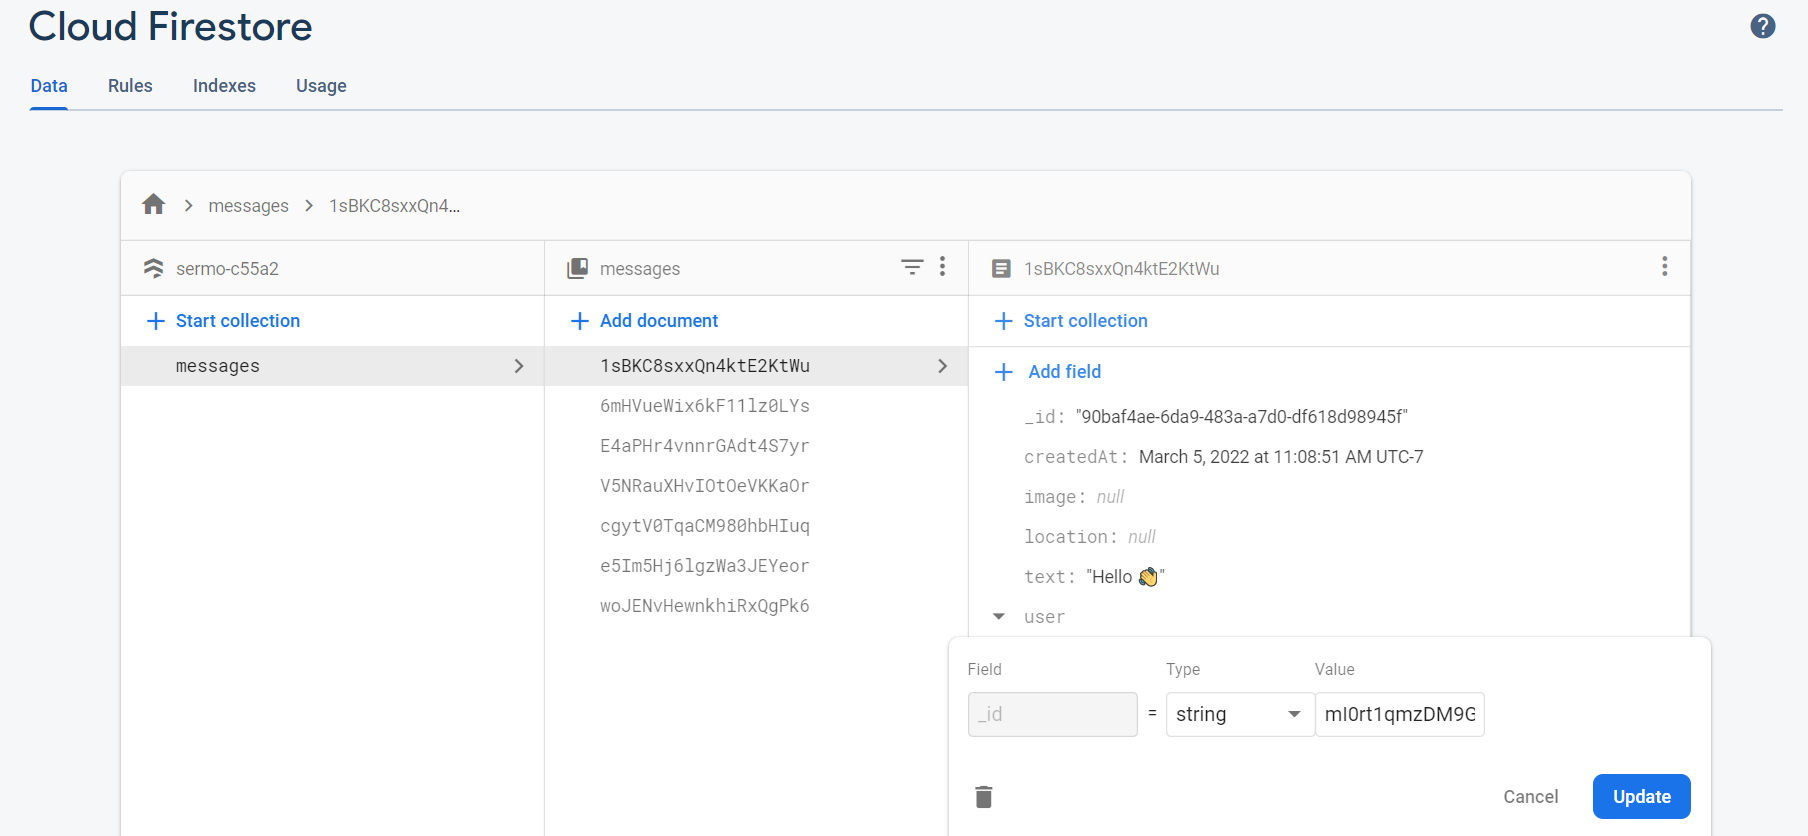 Cloud Firestore
Data Rules Indexes Usage
messages 1sBKC8sxxQn4...
sermo-c55a2
Start collection
messages
messages
Add document
1sBKC8sxxQn4ktE2KtWu
6mHVueWix6kF11lz0LYs
E4aPHr4vnnrGAdt4S7yr
V5NRauXHvIOtOeVKKaOr
cgytV0TqaCM980hbHIuq
e5Im5Hj6lgzWa3JEYeor
woJENvHewnkhiRxQgPk6
1sBKC8sxxQn4ktE2KtWu
Start collection
Add field
_id: "90baf4ae-6da9-483a-a7d0-df618d98945f"
createdAt: March 5, 2022 at 11:08:51 AM UTC-7
image: null
location: null
text: "Hello 👏"
user
Field Type Value
_id = string mI0rt1qmzDM9G
Cancel Update